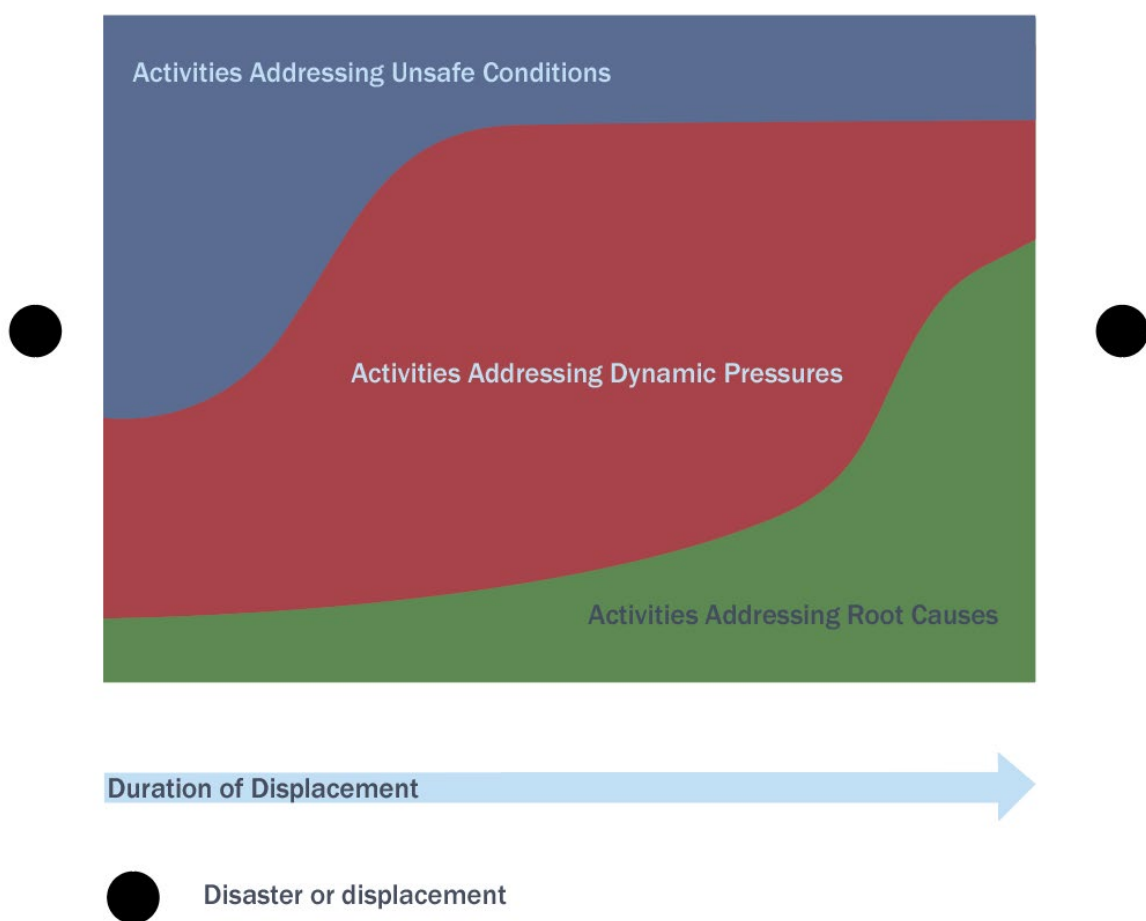 Activities Addressing Unsafe Conditions
Activities Addressing Dynamic Pressures
Activities Addressing Root Causes
Duration of Displacement
Disaster or displacement